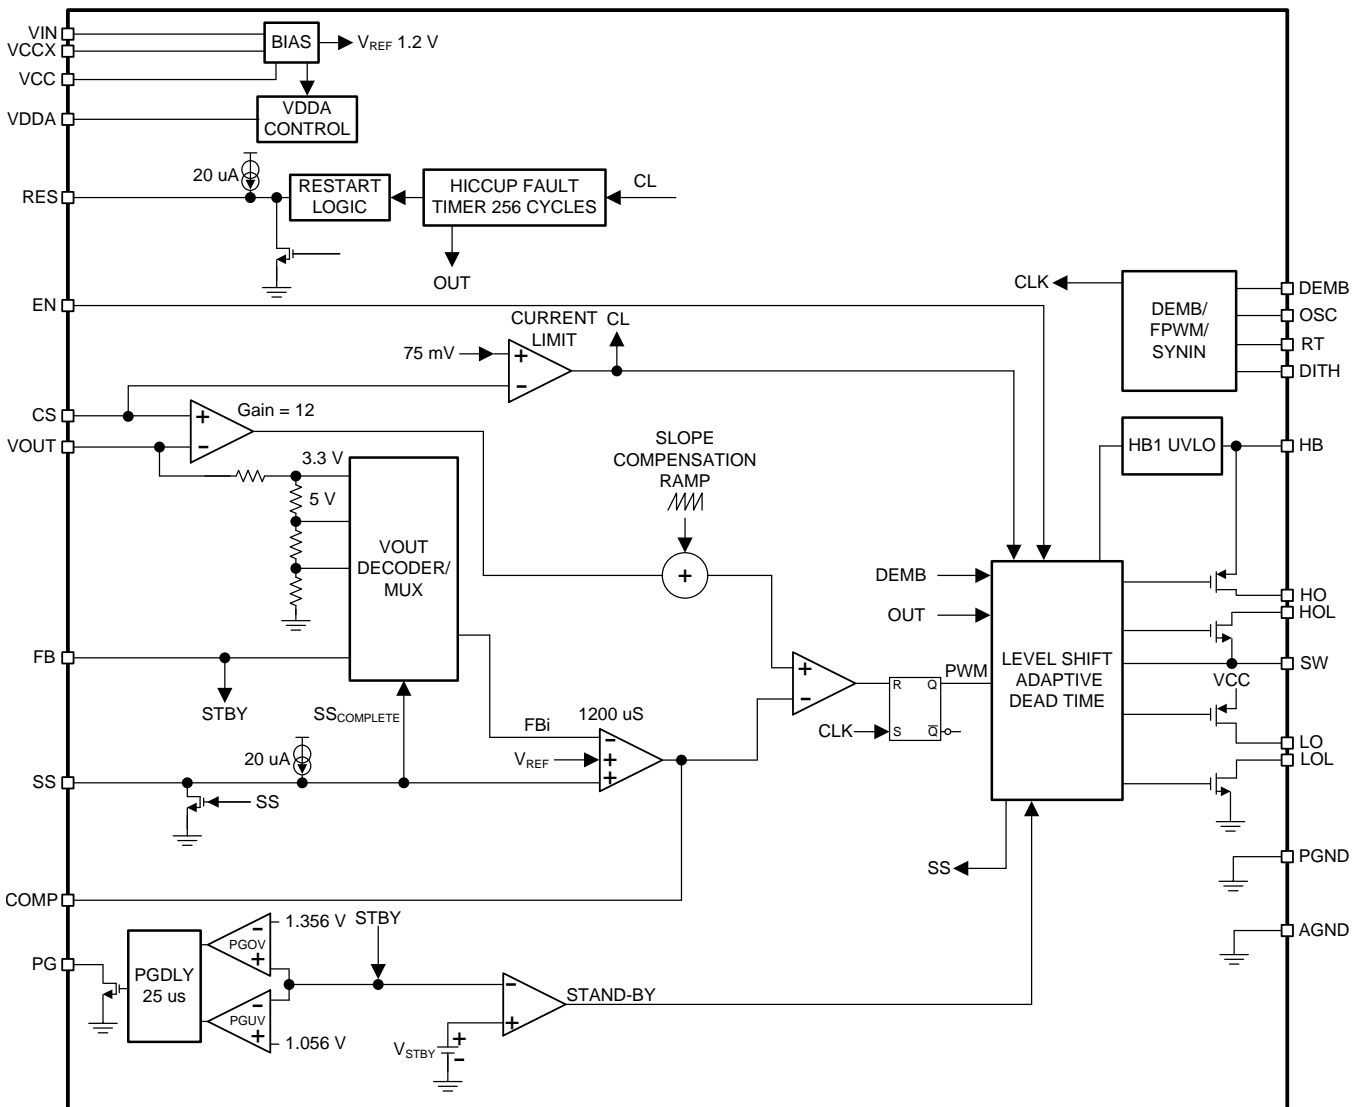 VIN
VCCX
VCC
VDDA
BIAS
V_REF 1.2 V
VDDA
CONTROL
RES
20 uA
RESTART
LOGIC
HICCUP FAULT
TIMER 256 CYCLES
CL
OUT
EN
CURRENT
LIMIT
CL
75 mV
+
-
CLK
DEMB/
FPWM/
SYNIN
DEMB
OSC
RT
DITH
CS
VOUT
+
-
Gain = 12
3.3 V
5 V
VOUT
DECODER/
MUX
SLOPE
COMPENSATION
RAMP
+
HB1 UVLO
HB
DEMB
OUT
LEVEL SHIFT
ADAPTIVE
DEAD TIME
HO
HOL
SW
VCC
LO
LOL
FB
STBY
SS_COMPLETE
FBi
1200 uS
V_REF
-
+
+
+
-
R
Q
S
Q̅
PWM
CLK
SS
20 uA
SS
SS
COMP
PGND
AGND
PG
PGDLY
25 us
-
PGOV
+
1.356 V
-
PGUV
+
1.056 V
STBY
-
+
STAND-BY
V_STBY
+
-